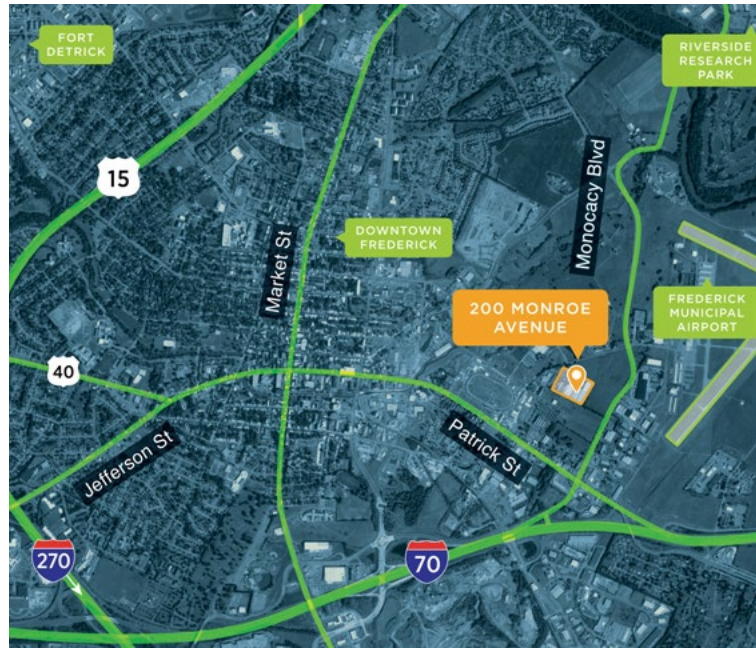 FORT
DETRICK
RIVERSIDE
RESEARCH
PARK
15
Monocacy Blvd
Market St
DOWNTOWN
FREDERICK
200 MONROE
AVENUE
FREDERICK
MUNICIPAL
AIRPORT
40
Jefferson St
Patrick St
270
70